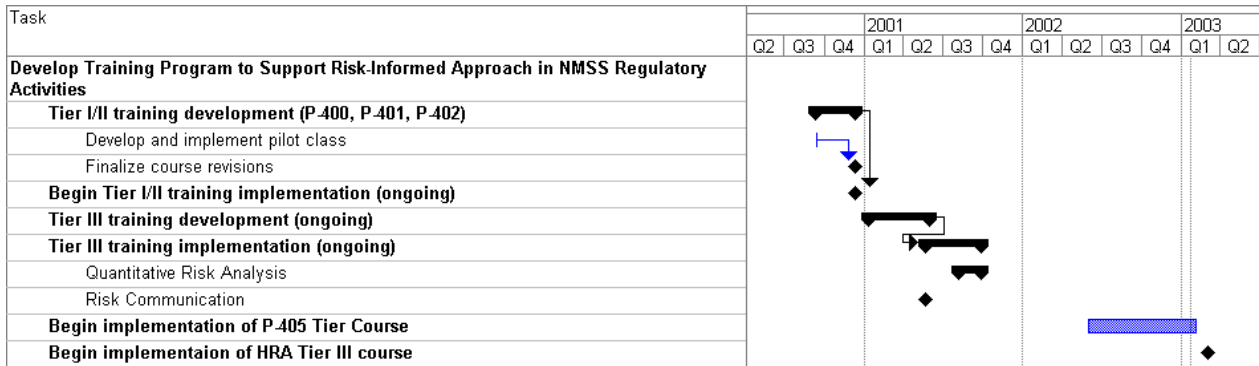 Task
2001 2002 2003
Q2 Q3 Q4 Q1 Q2 Q3 Q4 Q1 Q2 Q3 Q4 Q1 Q2
Develop Training Program to Support Risk-Informed Approach in NMSS Regulatory
Activities
Tier I/II training development (P-400, P-401, P-402)
Develop and implement pilot class
Finalize course revisions
Begin Tier I/II training implementation (ongoing)
Tier III training development (ongoing)
Tier III training implementation (ongoing)
Quantitative Risk Analysis
Risk Communication
Begin implementation of P-405 Tier Course
Begin implementaion of HRA Tier III course